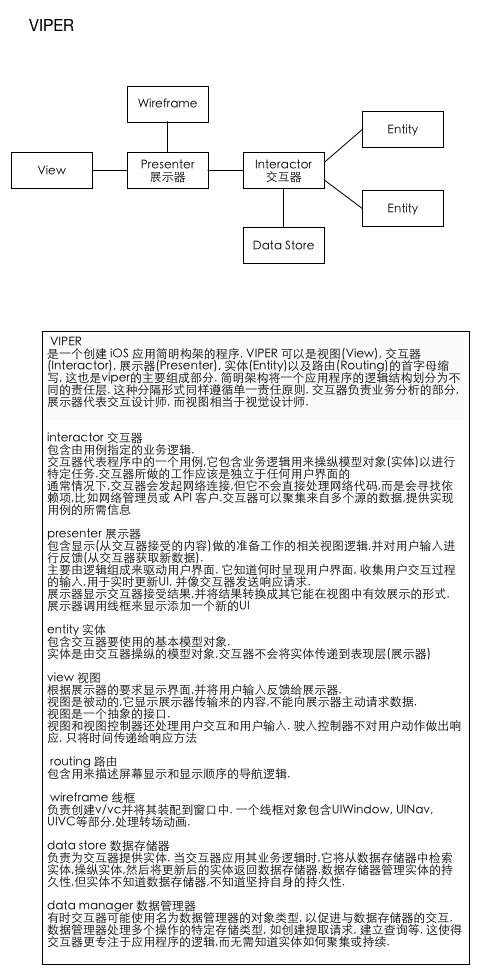 VIPER
Wireframe
Entity
View
Presenter
展示器
Interactor
交互器
Entity
Data Store
VIPER
是一个创建 iOS 应用简明构架的程序. VIPER 可以是视图(View), 交互器
(Interactor), 展示器(Presenter), 实体(Entity)以及路由(Routing)的首字母缩
写, 这也是viper的主要组成部分. 简明架构将一个应用程序的逻辑结构划分为不
同的责任层, 这种分隔形式同样遵循单一责任原则. 交互器负责业务分析的部分,
展示器代表交互设计师, 而视图相当于视觉设计师.
interactor 交互器
包含由用例指定的业务逻辑.
交互器代表程序中的一个用例,它包含业务逻辑用来操纵模型对象(实体)以进行
特定任务.交互器所做的工作应该是独立于任何用户界面的
通常情况下,交互器会发起网络连接,但它不会直接处理网络代码,而是会寻找依
赖项,比如网络管理员或 API 客户.交互器可以聚集来自多个源的数据,提供实现
用例的所需信息
presenter 展示器
包含显示(从交互器接受的内容)做的准备工作的相关视图逻辑,并对用户输入进
行反馈(从交互器获取新数据).
主要由逻辑组成来驱动用户界面. 它知道何时呈现用户界面, 收集用户交互过程
的输入,用于实时更新UI, 并像交互器发送响应请求.
展示器显示交互器接受结果,并将结果转换成其它能在视图中有效展示的形式.
展示器调用线框来显示添加一个新的UI
entity 实体
包含交互器要使用的基本模型对象.
实体是由交互器操纵的模型对象,交互器不会将实体传递到表现层(展示器)
view 视图
根据展示器的要求显示界面,并将用户输入反馈给展示器.
视图是被动的,它显示展示器传输来的内容,不能向展示器主动请求数据.
视图是一个抽象的接口.
视图和视图控制器还处理用户交互和用户输入. 驶入控制器不对用户动作做出响
应, 只将时间传递给响应方法
routing 路由
包含用来描述屏幕显示和显示顺序的导航逻辑.
wireframe 线框
负责创建v/vc并将其装配到窗口中. 一个线框对象包含UIWindow, UINav,
UIVC等部分,处理转场动画.
data store 数据存储器
负责为交互器提供实体. 当交互器应用其业务逻辑时,它将从数据存储器中检索
实体,操纵实体,然后将更新后的实体返回数据存储器.数据存储器管理实体的持
久性,但实体不知道数据存储器,不知道坚持自身的持久性.
data manager 数据管理器
有时交互器可能使用名为数据管理器的对象类型, 以促进与数据存储器的交互.
数据管理器处理多个操作的特定存储类型, 如创建提取请求, 建立查询等. 这使得
交互器更专注于应用程序的逻辑,而无需知道实体如何聚集或持续.